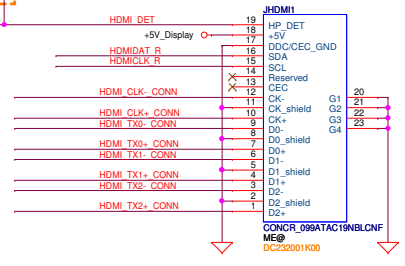 JHDMI1
HDMI_DET 19 HP_DET
+5V_Display 18 +5V
17 DDC/CEC_GND
HDMIDAT_R 16 SDA
HDMICLK_R 15 SCL
14 Reserved
13 CEC
HDMI_CLK-_CONN 12 CK- G1 20
11 CK_shield G2 21
HDMI_CLK+_CONN 10 CK+ G3 22
HDMI_TX0-_CONN 9 D0- G4 23
8 D0_shield
HDMI_TX0+_CONN 7 D0+
HDMI_TX1-_CONN 6 D1-
5 D1_shield
HDMI_TX1+_CONN 4 D1+
HDMI_TX2-_CONN 3 D2-
2 D2_shield
HDMI_TX2+_CONN 1 D2+
CONCR_099ATAC19NBLCNF
ME@
DC232001K00